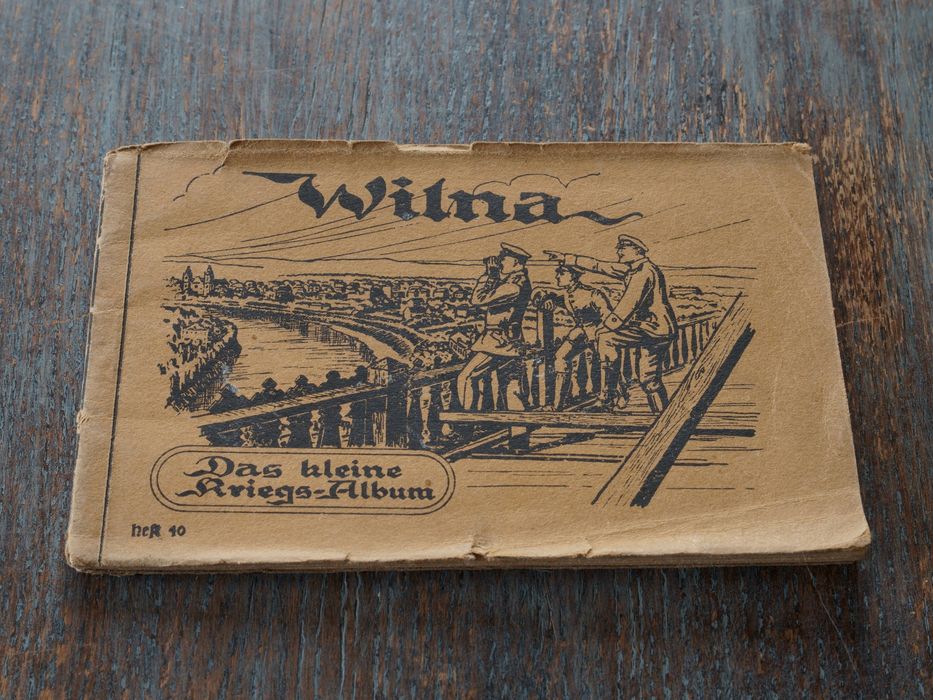 Wilna
Das kleine
Kriegs-Album
Heft 10